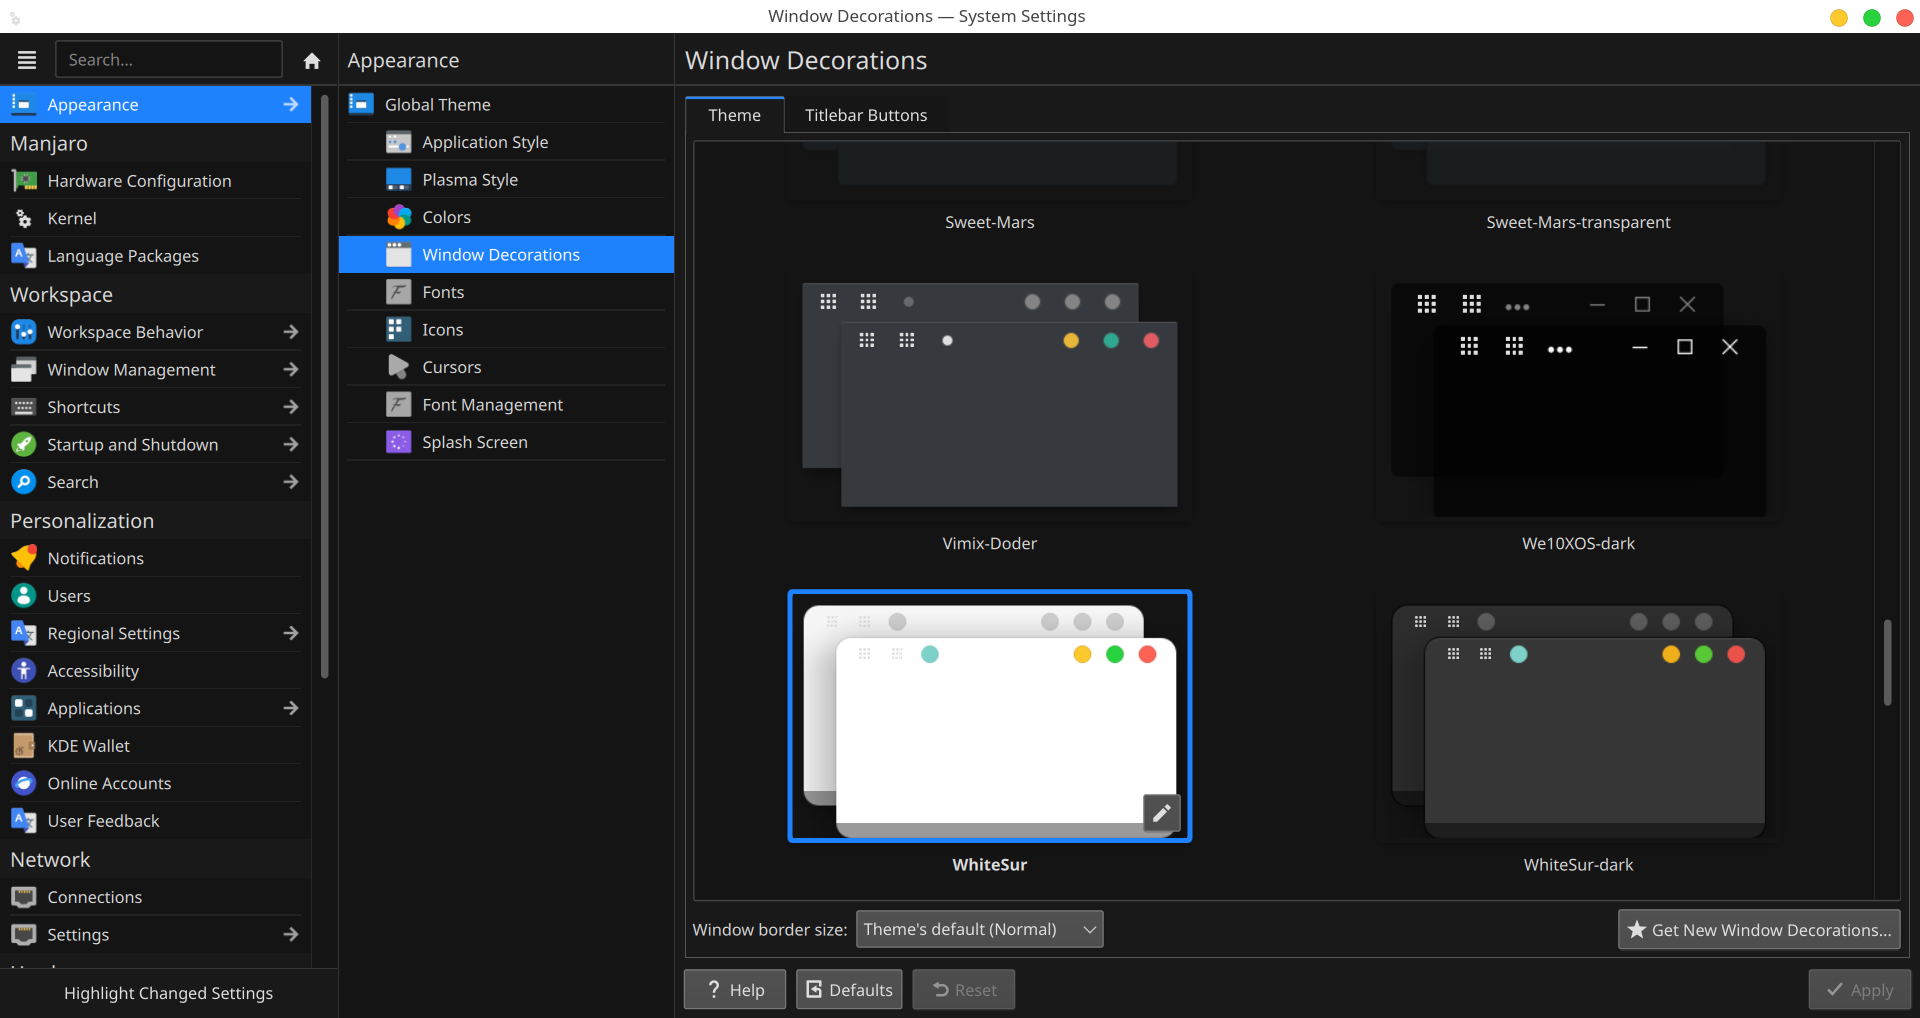 Window Decorations — System Settings
Search...
Appearance
Manjaro
Hardware Configuration
Kernel
Language Packages
Workspace
Workspace Behavior
Window Management
Shortcuts
Startup and Shutdown
Search
Personalization
Notifications
Users
Regional Settings
Accessibility
Applications
KDE Wallet
Online Accounts
User Feedback
Network
Connections
Settings
Highlight Changed Settings
Appearance
Global Theme
Application Style
Plasma Style
Colors
Window Decorations
Fonts
Icons
Cursors
Font Management
Splash Screen
Window Decorations
Theme
Titlebar Buttons
Sweet-Mars
Sweet-Mars-transparent
Vimix-Doder
We10XOS-dark
WhiteSur
WhiteSur-dark
Window border size:
Theme's default (Normal)
Get New Window Decorations...
Help
Defaults
Reset
Apply